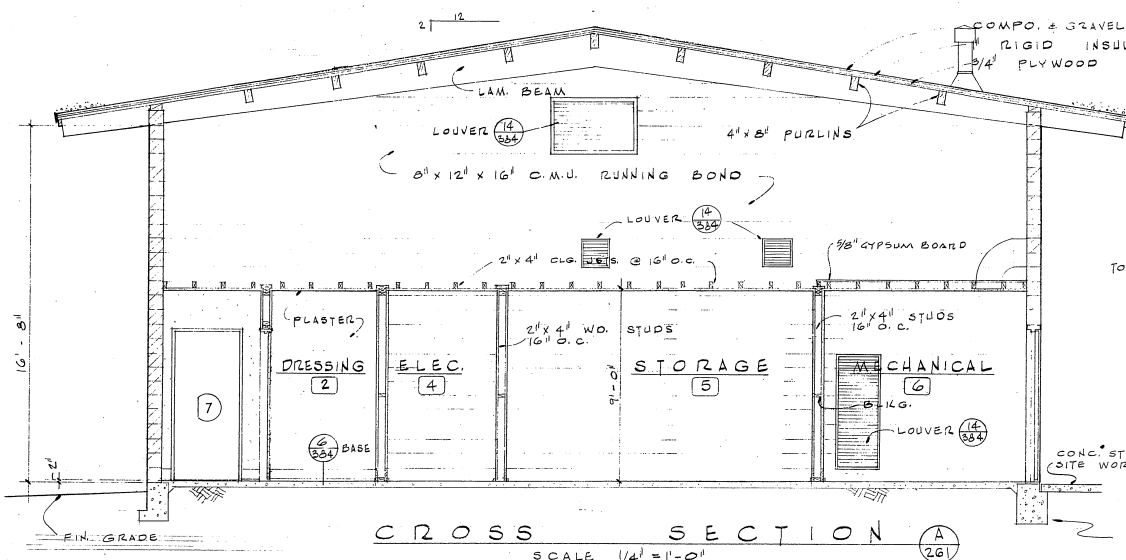 12
2
COMPO. & GRAVEL
RIGID
3/4" PLYWOOD
LAM. BEAM
LOUVER 14/384
4" x 8" PURLINS
8" x 12" x 16" C.M.U. RUNNING BOND
LOUVER 14/384
5/8" GYPSUM BOARD
2" x 4" CLG. JSTS. @ 16" O.C.
TO
16' - 8"
PLASTER
2" x 4" WD. STUDS
16" O.C.
2" x 4" STUDS
16" O.C.
DRESSING
2
ELEC.
4
STORAGE
5
MECHANICAL
6
9'-0"
7
BLKG.
6/384 BASE
LOUVER 14/384
2"
CONC. ST
SITE WOR
FIN. GRADE
CROSS SECTION A/261
SCALE 1/4" = 1'-0"